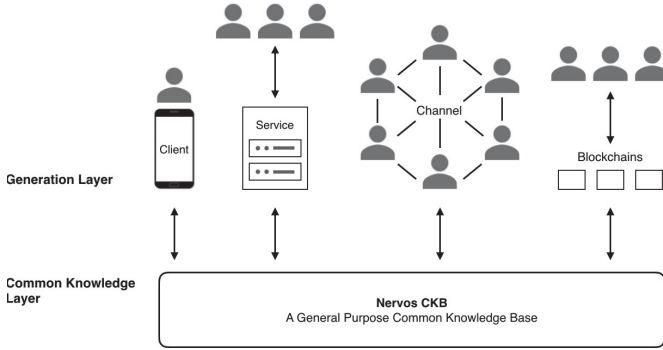 Channel
Service
Client
Blockchains
Generation Layer
Common Knowledge
Layer
Nervos CKB
A General Purpose Common Knowledge Base